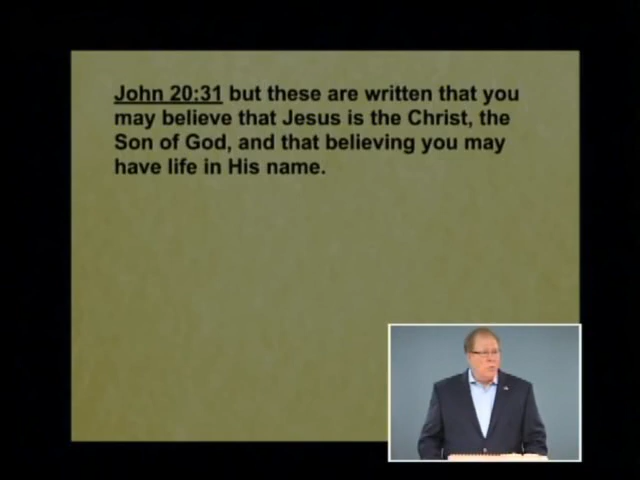 John 20:31 but these are written that you
may believe that Jesus is the Christ, the
Son of God, and that believing you may
have life in His name.